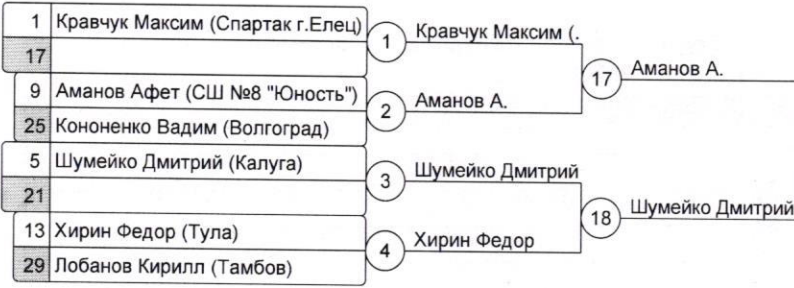 1 Кравчук Максим (Спартак г.Елец)
17
1 Кравчук Максим (.
9 Аманов Афет (СШ №8 "Юность")
25 Кононенко Вадим (Волгоград)
2 Аманов А.
17 Аманов А.
5 Шумейко Дмитрий (Калуга)
21
3 Шумейко Дмитрий
13 Хирин Федор (Тула)
29 Лобанов Кирилл (Тамбов)
4 Хирин Федор
18 Шумейко Дмитрий